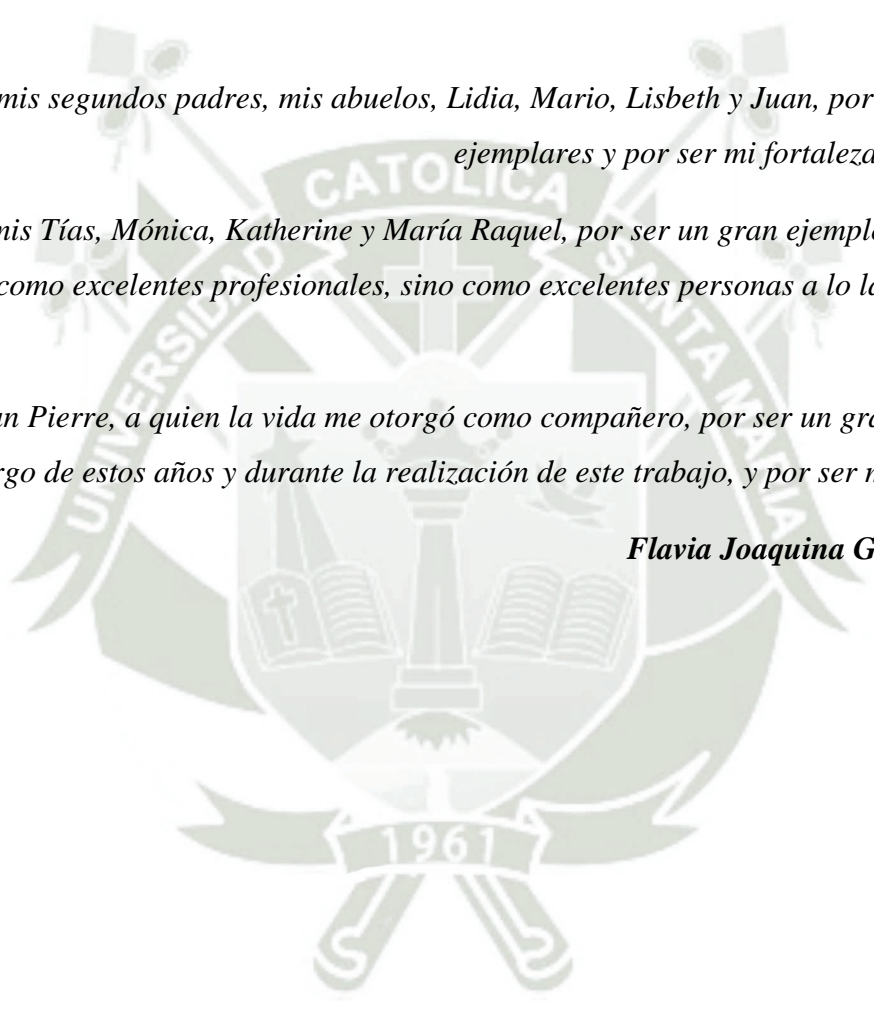 mis segundos padres, mis abuelos, Lidia, Mario, Lisbeth y Juan, por
ejemplares y por ser mi fortaleza
mis Tías, Mónica, Katherine y María Raquel, por ser un gran ejemplo
como excelentes profesionales, sino como excelentes personas a lo la
an Pierre, a quien la vida me otorgó como compañero, por ser un gra
rgo de estos años y durante la realización de este trabajo, y por ser m
Flavia Joaquina G
UNIVERSIDAD CATOLICA SANTA MARIA
1961